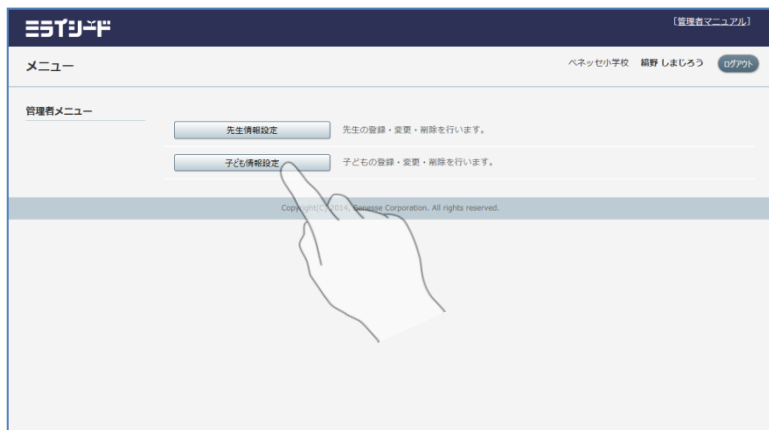 ミライシード
[管理者マニュアル]
メニュー
ベネッセ小学校 縞野 しまじろう
ログアウト
管理者メニュー
先生情報設定
先生の登録・変更・削除を行います。
子ども情報設定
子どもの登録・変更・削除を行います。
Copyright(C) 2014, Benesse Corporation. All rights reserved.